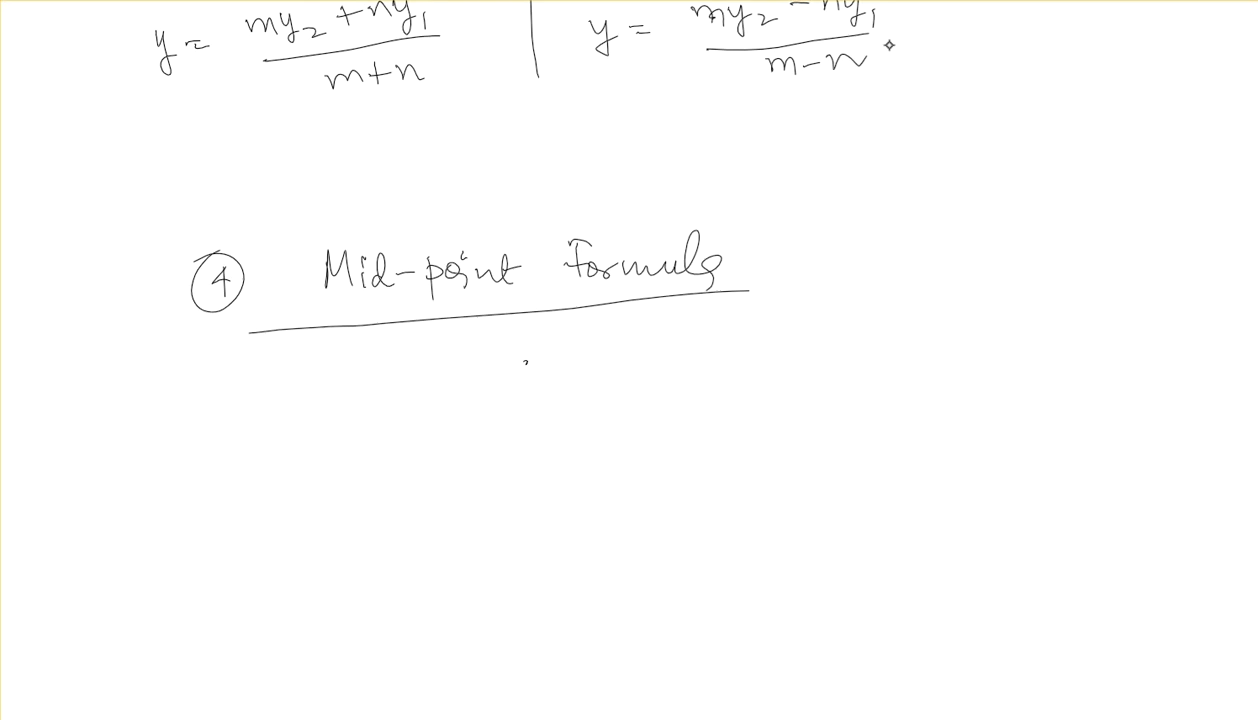 y = (my₂ + ny₁)/(m+n) | y = (my₂ - ny₁)/(m-n)
④ Mid-point Formula